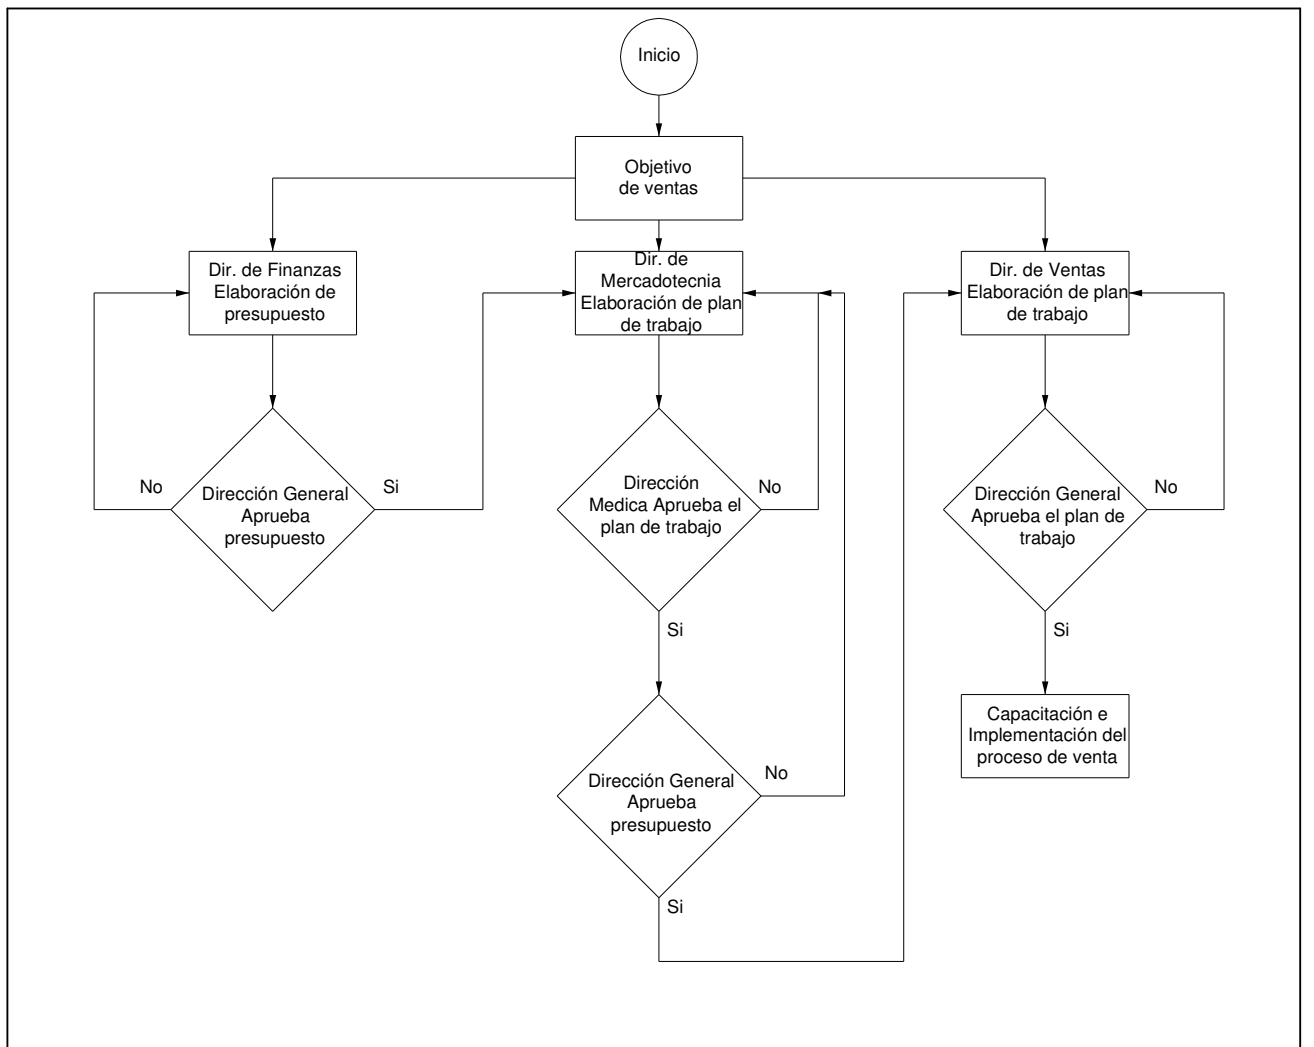 Inicio
Objetivo
de ventas
Dir. de Finanzas
Elaboración de
presupuesto
Dir. de
Mercadotecnia
Elaboración de plan
de trabajo
Dir. de Ventas
Elaboración de plan
de trabajo
No
Dirección General
Aprueba
presupuesto
Si
Dirección
Medica Aprueba el
plan de trabajo
No
Dirección General
Aprueba el plan de
trabajo
No
Si
Si
Capacitación e
Implementación del
proceso de venta
Dirección General
Aprueba
presupuesto
No
Si